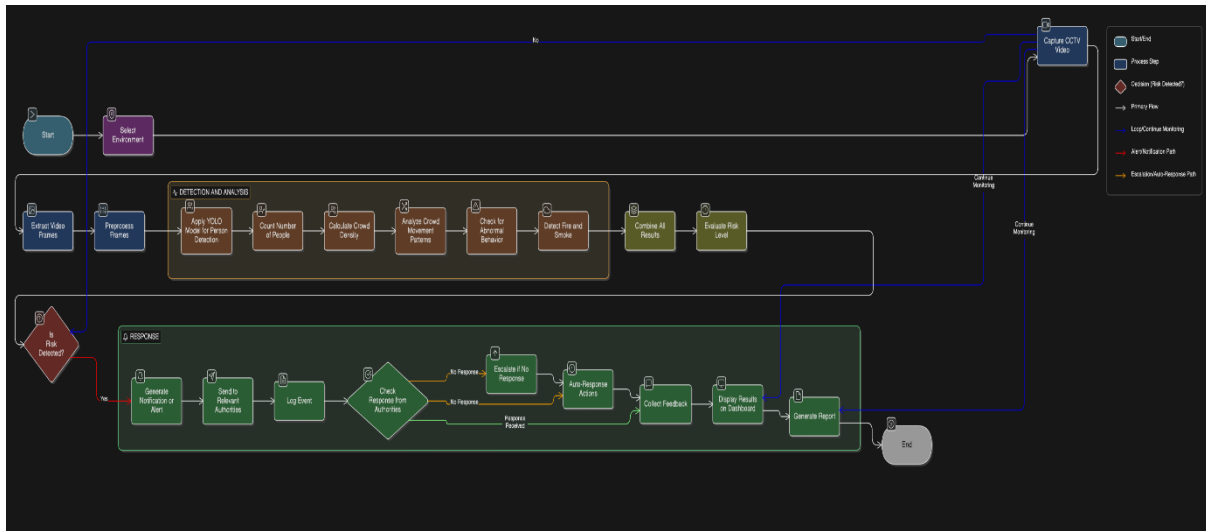 No
Capture CCTV
Video
Start/End
Process Step
Decision (Risk Detected?)
Primary Flow
Loop/Continue Monitoring
Alert/Notification Path
Escalation/Auto-Response Path
Start
Select
Environment
Continue
Monitoring
Continue
Monitoring
DETECTION AND ANALYSIS
Extract Video
Frames
Preprocess
Frames
Apply YOLO
Model for Person
Detection
Count Number
of People
Calculate Crowd
Density
Analyze Crowd
Movement
Patterns
Check for
Abnormal
Behavior
Detect Fire and
Smoke
Combine All
Results
Evaluate Risk
Level
Is
Risk
Detected?
Yes
RESPONSE
Generate
Notification or
Alert
Send to
Relevant
Authorities
Log Event
Check
Response from
Authorities
No Response
No Response
Response
Received
Escalate if No
Response
Auto-Response
Actions
Collect Feedback
Display Results
on Dashboard
Generate Report
End